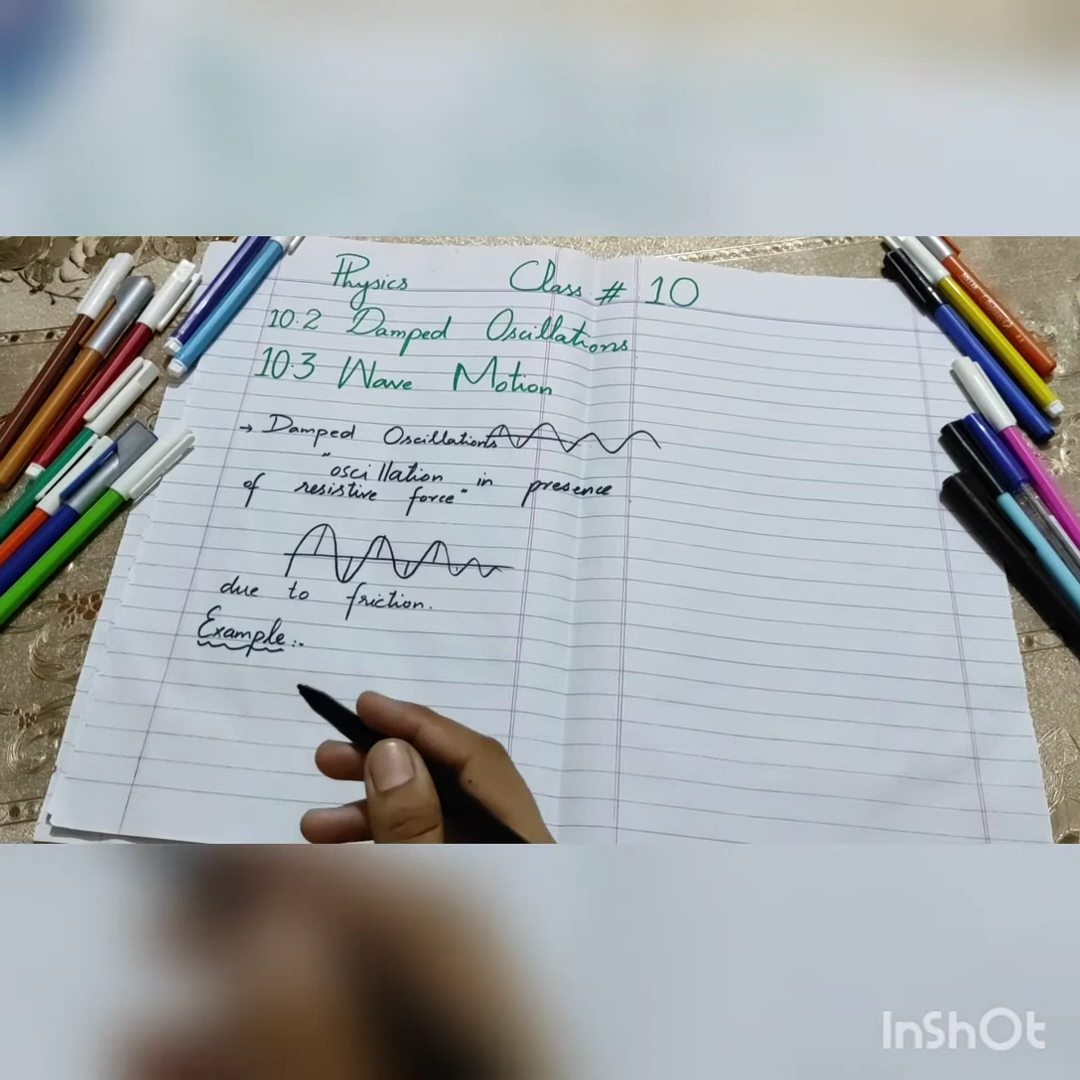 Physics Class # 10
10.2 Damped Oscillations
10.3 Wave Motion
→ Damped Oscillations
"oscillation in presence
of resistive force"
due to friction.
Example:-
InShOt